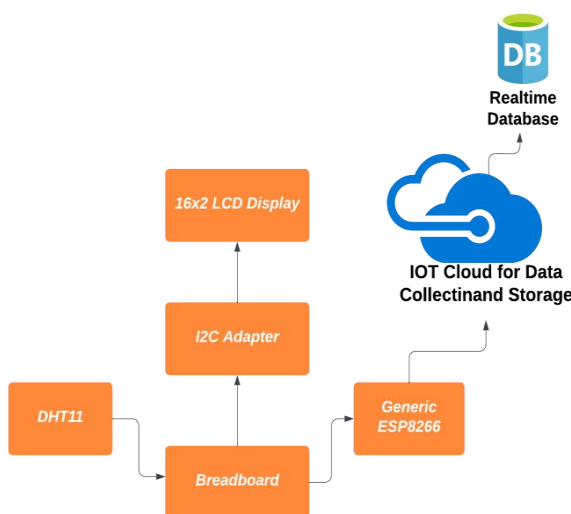 DB
Realtime
Database
16x2 LCD Display
IOT Cloud for Data
Collectinand Storage
I2C Adapter
DHT11
Generic
ESP8266
Breadboard